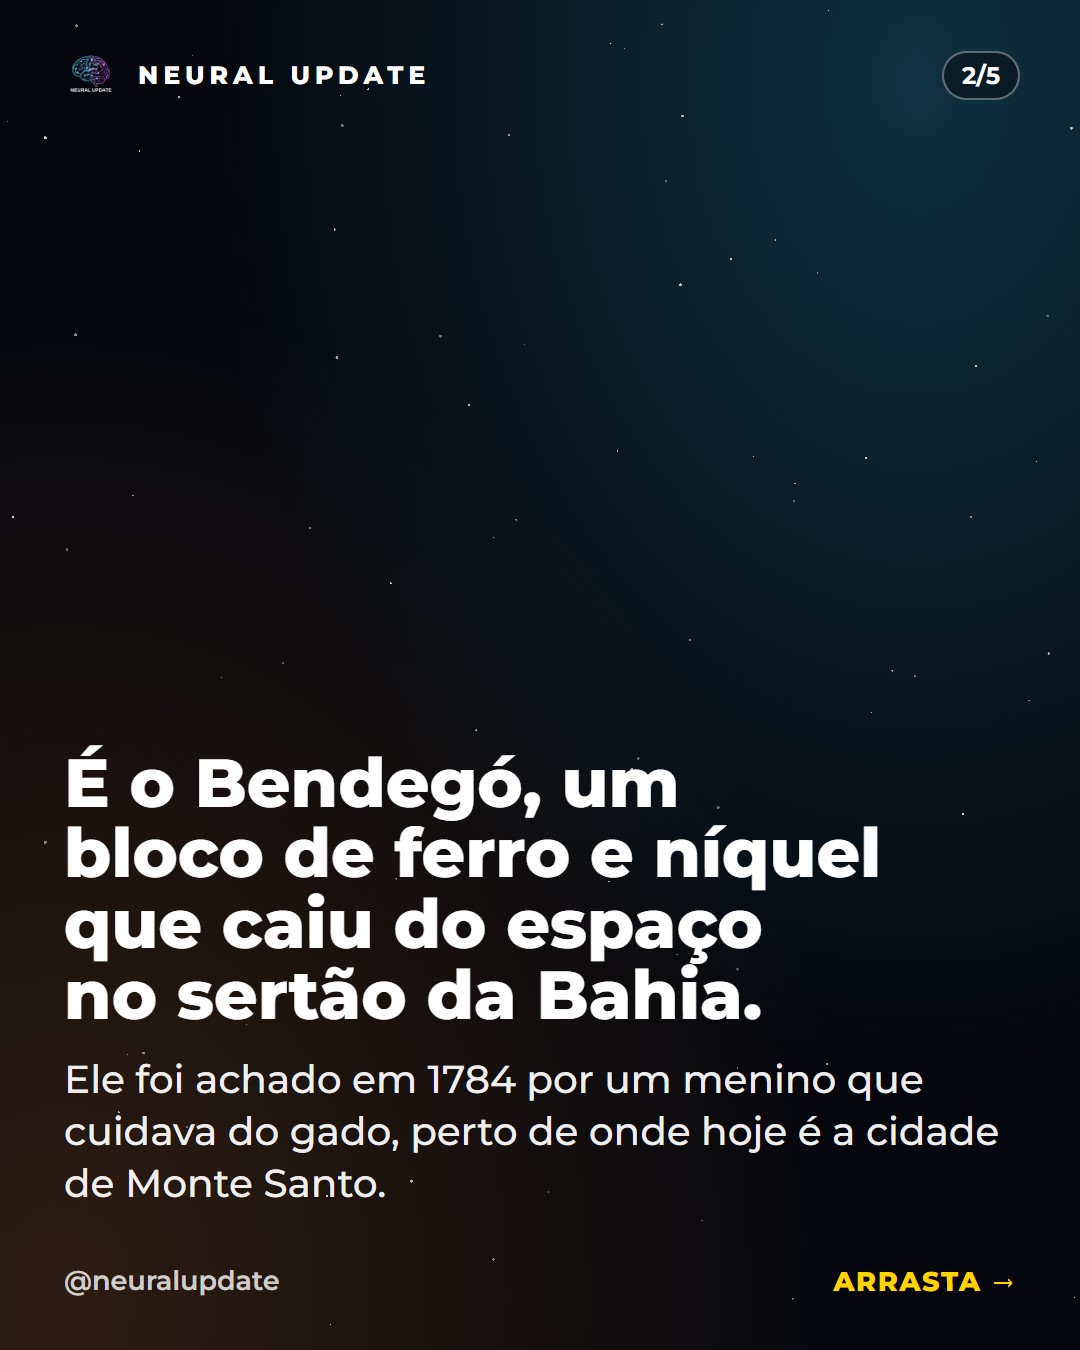 NEURAL UPDATE
NEURAL UPDATE
2/5
É o Bendegó, um
bloco de ferro e níquel
que caiu do espaço
no sertão da Bahia.
Ele foi achado em 1784 por um menino que
cuidava do gado, perto de onde hoje é a cidade
de Monte Santo.
@neuralupdate
ARRASTA →